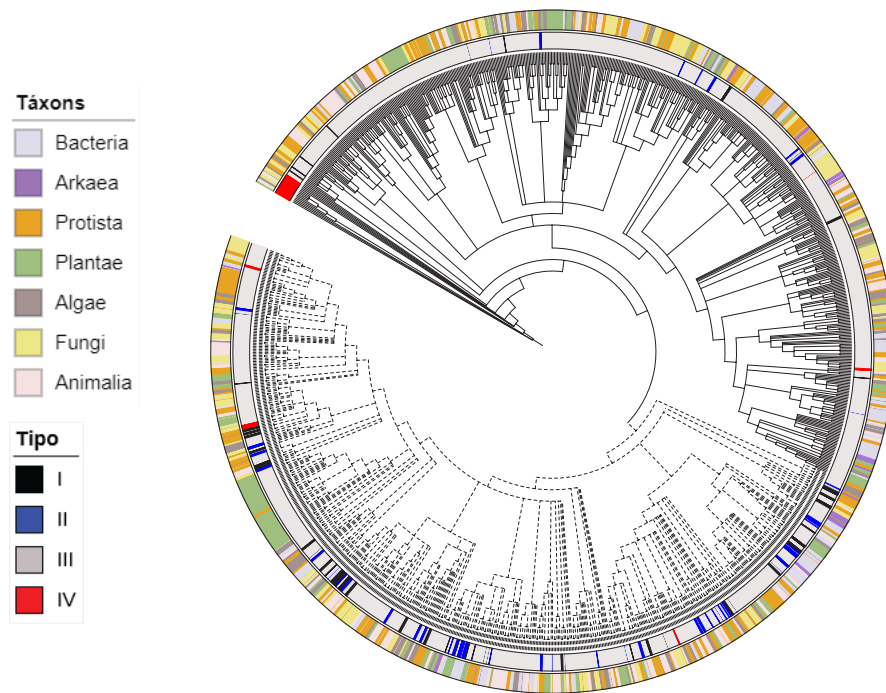 Táxons
Bacteria
Arkaea
Protista
Plantae
Algae
Fungi
Animalia
Tipo
I
II
III
IV